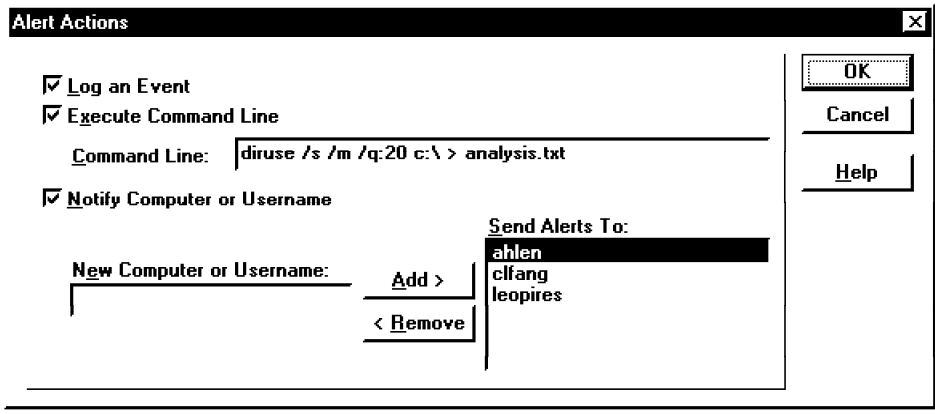 Alert Actions
Log an Event
Execute Command Line
Command Line: diruse /s /m /q:20 c:\ > analysis.txt
Notify Computer or Username
Send Alerts To:
ahlen
clfang
leopires
New Computer or Username:
Add >
< Remove
OK
Cancel
Help